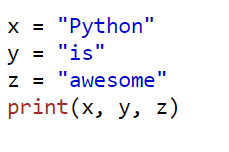 x = "Python"
y = "is"
z = "awesome"
print(x, y, z)